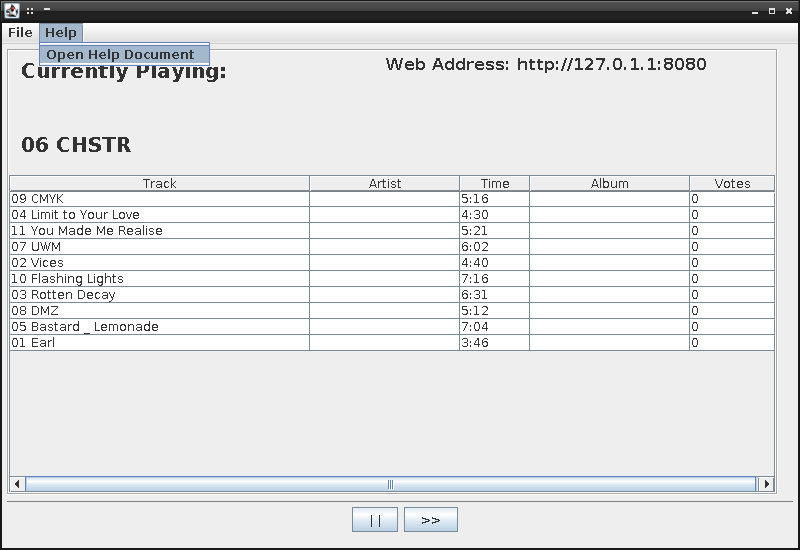 File Help
Open Help Document
Currently Playing:
Web Address: http://127.0.1.1:8080
06 CHSTR
Track Artist Time Album Votes
09 CMYK 5:16 0
04 Limit to Your Love 4:30 0
11 You Made Me Realise 5:21 0
07 UWM 6:02 0
02 Vices 4:40 0
10 Flashing Lights 7:16 0
03 Rotten Decay 6:31 0
08 DMZ 5:12 0
05 Bastard _ Lemonade 7:04 0
01 Earl 3:46 0
|| >>